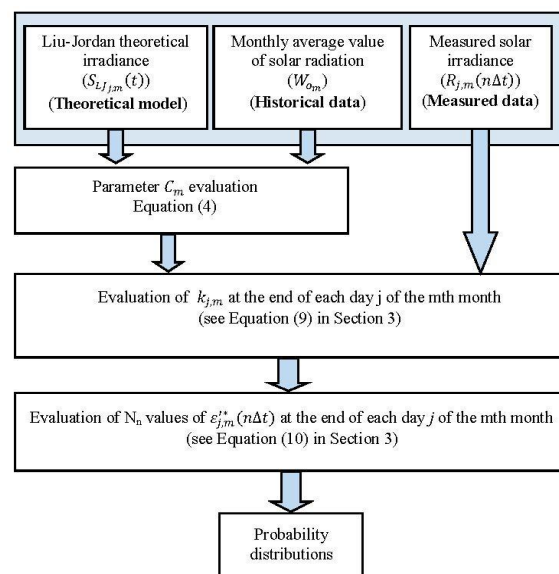 Liu-Jordan theoretical
irradiance
(S_{LJ_{j,m}}(t))
(Theoretical model)
Monthly average value
of solar radiation
(W_{o_m})
(Historical data)
Measured solar
irradiance
(R_{j,m}(nΔt))
(Measured data)
Parameter C_m evaluation
Equation (4)
Evaluation of k_{j,m} at the end of each day j of the mth month
(see Equation (9) in Section 3)
Evaluation of N_n values of ε'^*_{j,m}(nΔt) at the end of each day j of the mth month
(see Equation (10) in Section 3)
Probability
distributions